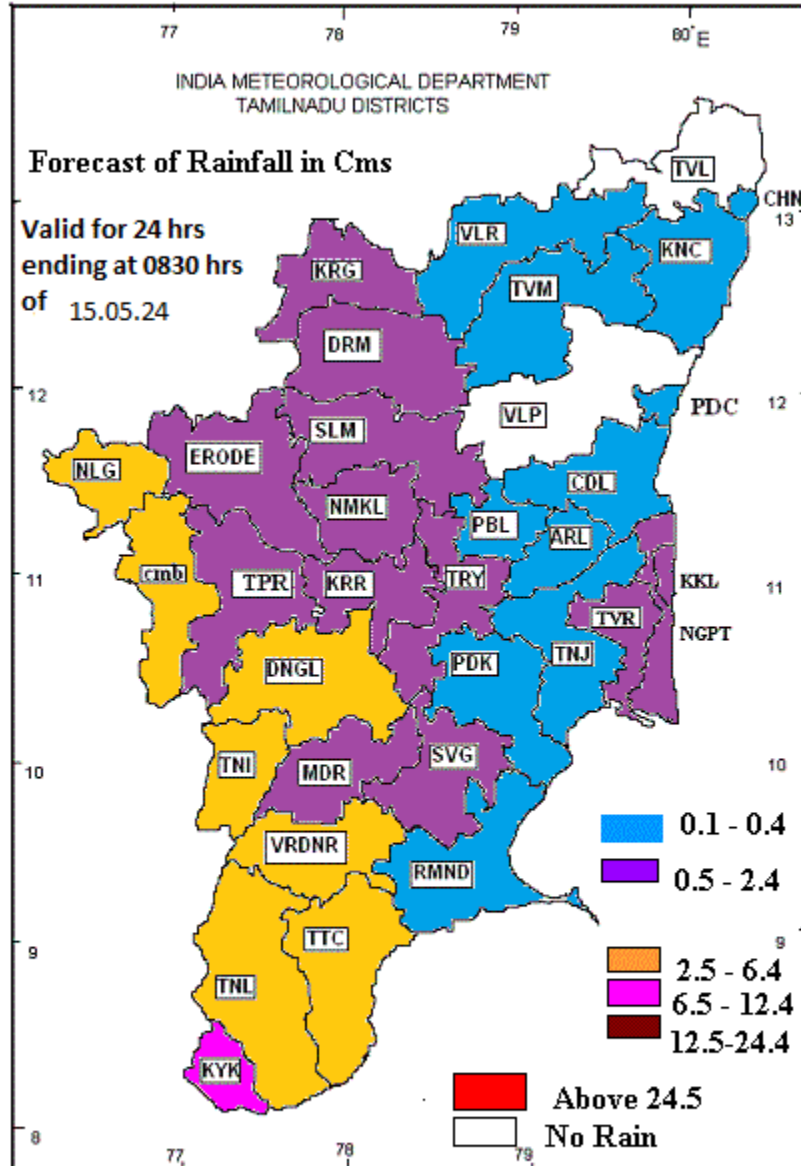 77 78 79 80°E
INDIA METEOROLOGICAL DEPARTMENT
TAMILNADU DISTRICTS
Forecast of Rainfall in Cms
TVL
CHN
13
Valid for 24 hrs
ending at 0830 hrs
of 15.05.24
VLR
KNC
KRG
TVM
DRM
12
12
PDC
VLP
SLM
ERODE
NLG
CDL
NMKL
PBL
ARL
11
cmb
TPR
KRR
TRY
KKL
11
TVR
NGPT
DNGL
PDK
TNJ
10
TNI
MDR
SVG
10
0.1 - 0.4
VRDNR
RMND
0.5 - 2.4
9
TTC
9
2.5 - 6.4
TNL
6.5 - 12.4
12.5-24.4
KYK
Above 24.5
8
No Rain
77 78 79